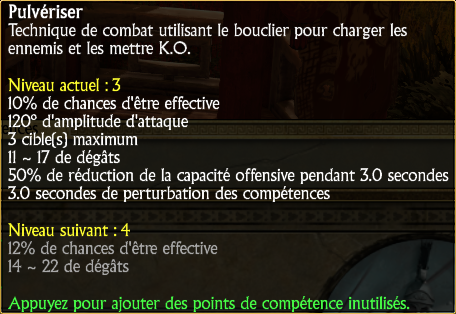 Pulvériser
Technique de combat utilisant le bouclier pour charger les
ennemis et les mettre K.O.
Niveau actuel : 3
10% de chances d'être effective
120° d'amplitude d'attaque
3 cible(s) maximum
11 ~ 17 de dégâts
50% de réduction de la capacité offensive pendant 3.0 secondes
3.0 secondes de perturbation des compétences
Niveau suivant : 4
12% de chances d'être effective
14 ~ 22 de dégâts
Appuyez pour ajouter des points de compétence inutilisés.